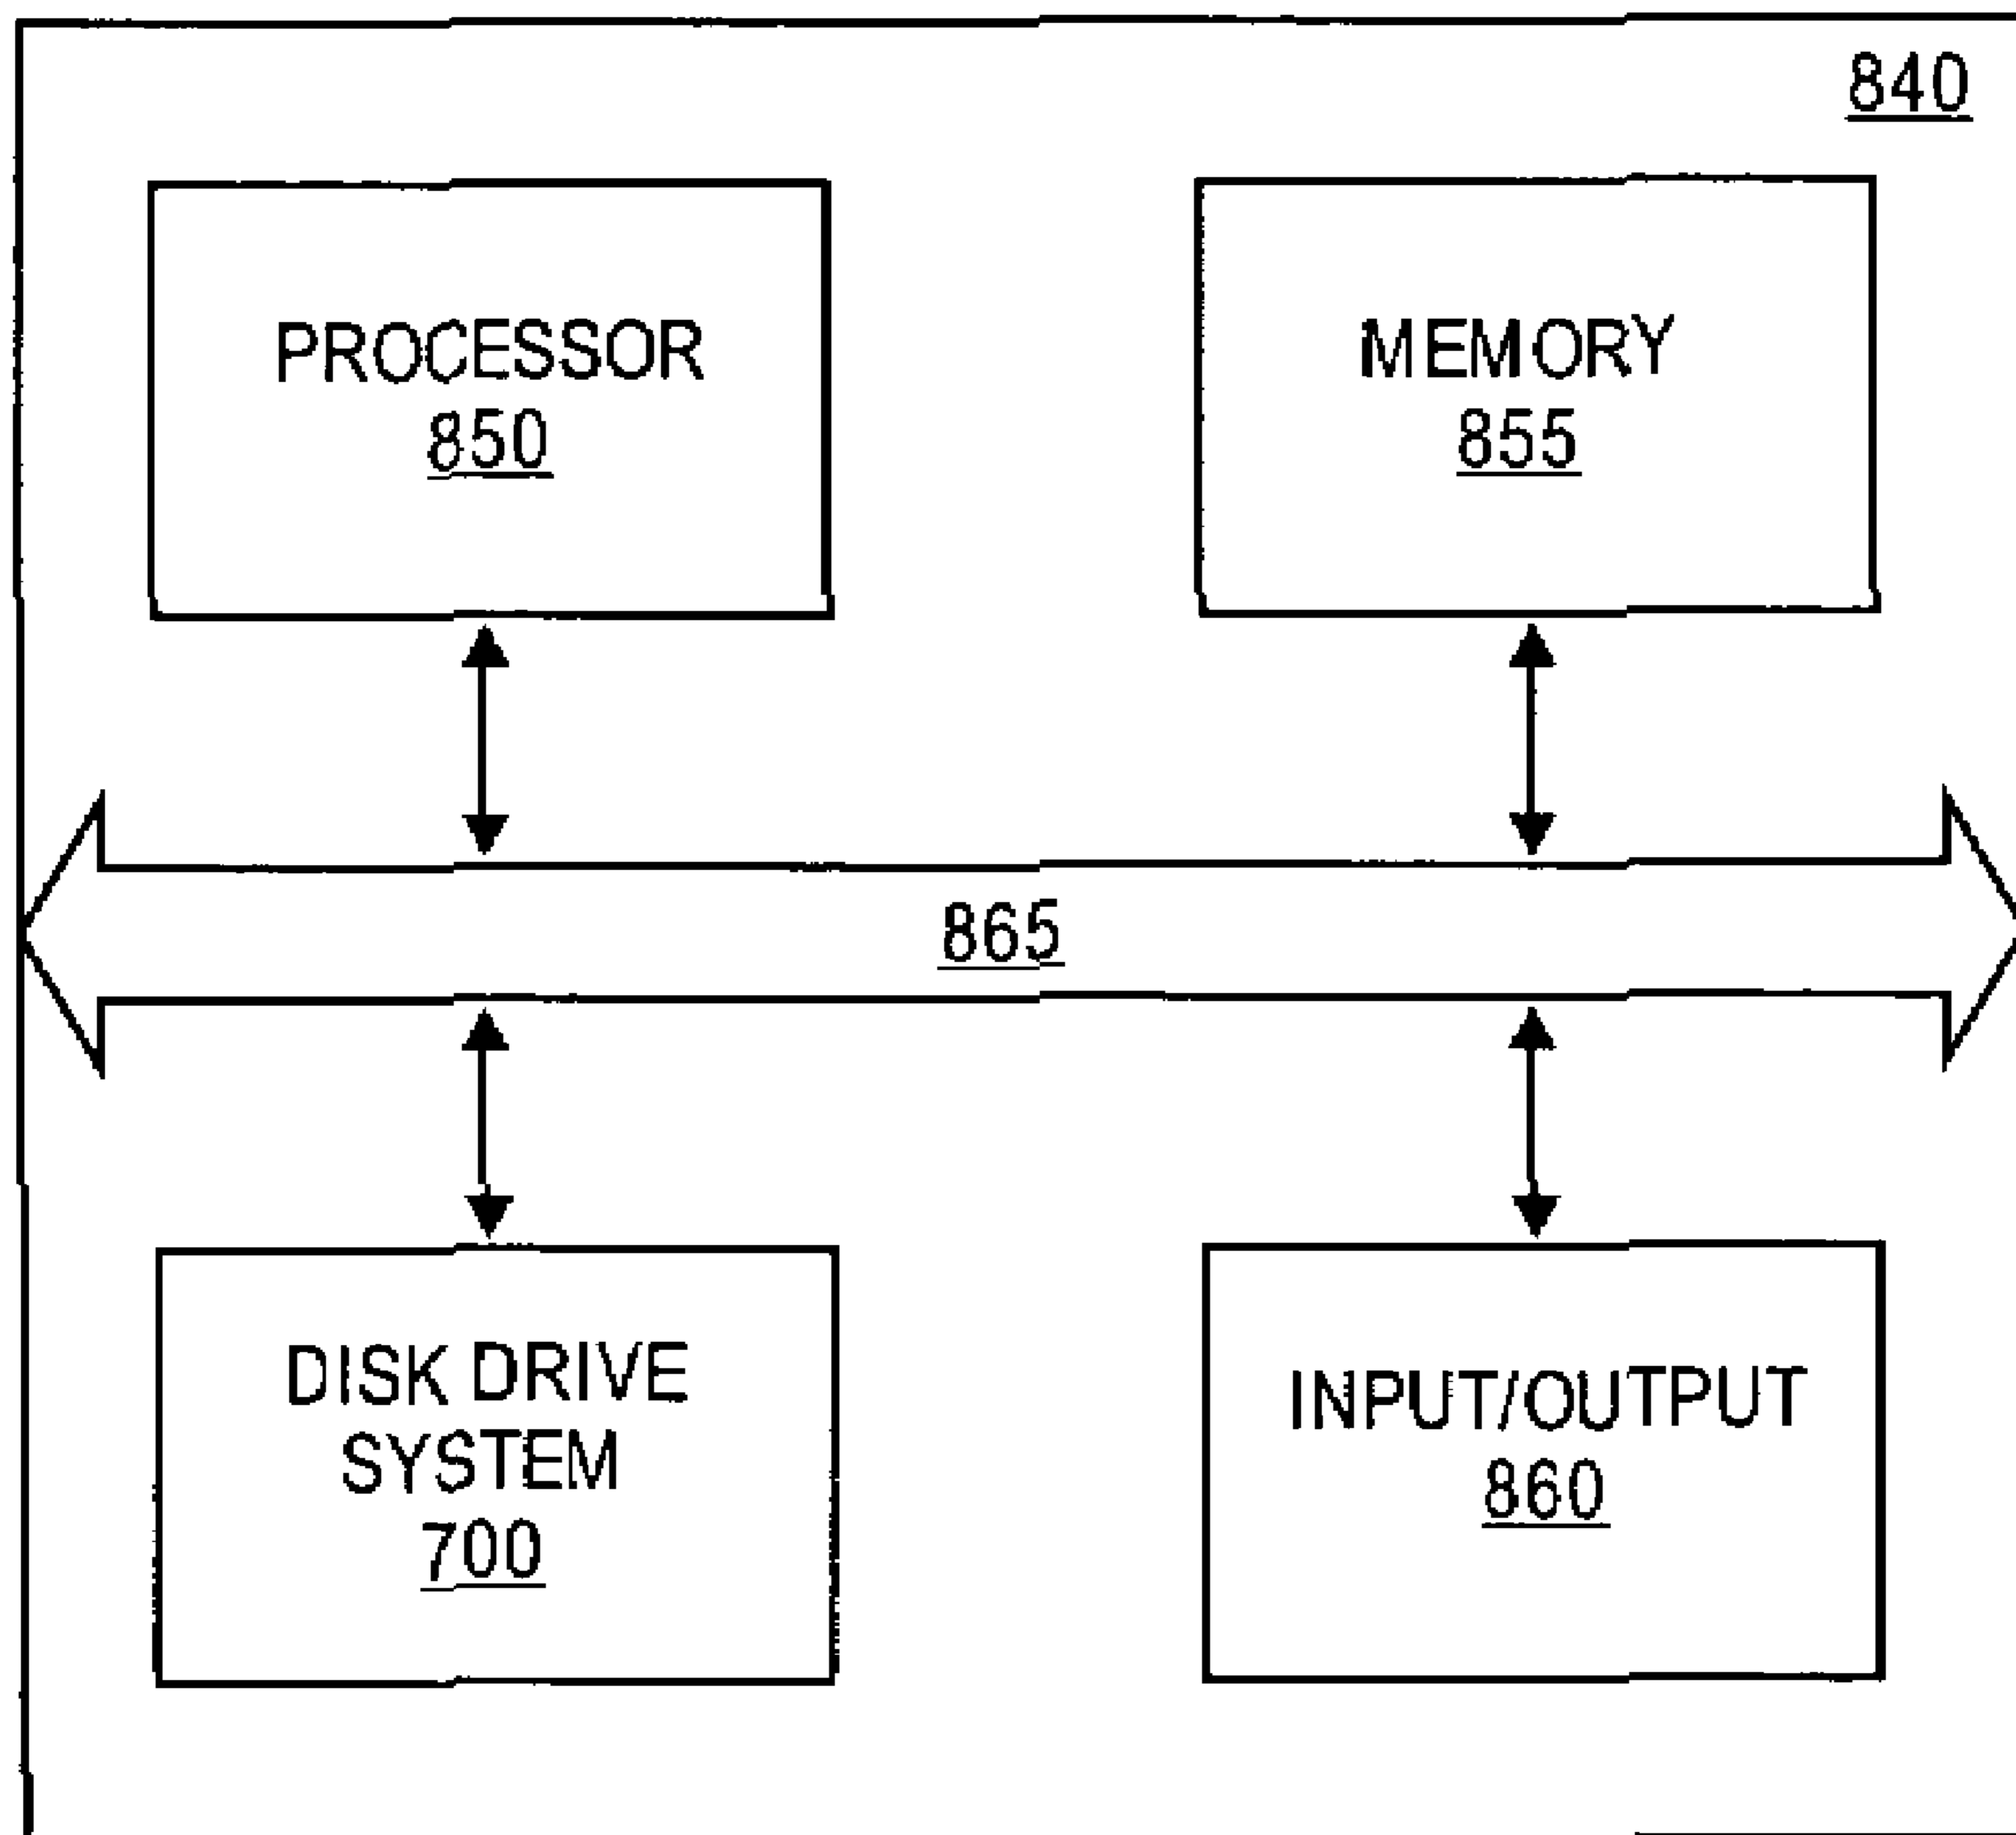 840
PROCESSOR
850
MEMORY
855
865
DISK DRIVE
SYSTEM
700
INPUT/OUTPUT
860